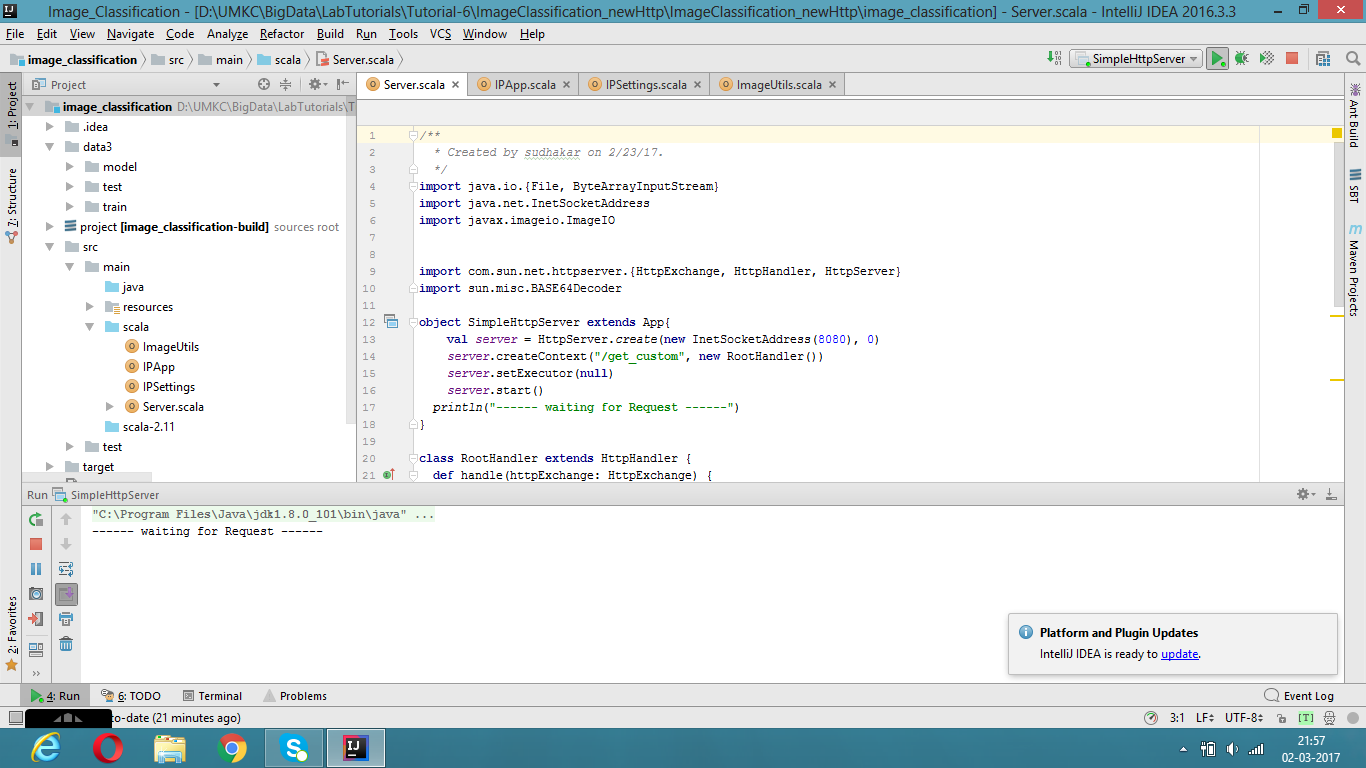 Image_Classification - [D:\UMKC\BigData\LabTutorials\Tutorial-6\ImageClassification_newHttp\ImageClassification_newHttp\image_classification] - Server.scala - IntelliJ IDEA 2016.3.3
File Edit View Navigate Code Analyze Refactor Build Run Tools VCS Window Help
image_classification src main scala Server.scala SimpleHttpServer
Project Server.scala IPApp.scala IPSettings.scala ImageUtils.scala
1: Project
7: Structure
2: Favorites
Ant Build
SBT
Maven Projects
image_classification D:\UMKC\BigData\LabTutorials\T
.idea
data3
model
test
train
project [image_classification-build] sources root
src
main
java
resources
scala
ImageUtils
IPApp
IPSettings
Server.scala
scala-2.11
test
target
1 /**
2 * Created by sudhakar on 2/23/17.
3 */
4 import java.io.{File, ByteArrayInputStream}
5 import java.net.InetSocketAddress
6 import javax.imageio.ImageIO
7
8
9 import com.sun.net.httpserver.{HttpExchange, HttpHandler, HttpServer}
10 import sun.misc.BASE64Decoder
11
12 object SimpleHttpServer extends App{
13 val server = HttpServer.create(new InetSocketAddress(8080), 0)
14 server.createContext("/get_custom", new RootHandler())
15 server.setExecutor(null)
16 server.start()
17 println("------ waiting for Request ------")
18 }
19
20 class RootHandler extends HttpHandler {
21 def handle(httpExchange: HttpExchange) {
Run SimpleHttpServer
"C:\Program Files\Java\jdk1.8.0_101\bin\java" ...
------ waiting for Request ------
Platform and Plugin Updates
IntelliJ IDEA is ready to update.
4: Run 6: TODO Terminal Problems Event Log
to-date (21 minutes ago) 3:1 LF UTF-8 [T]
21:57
02-03-2017